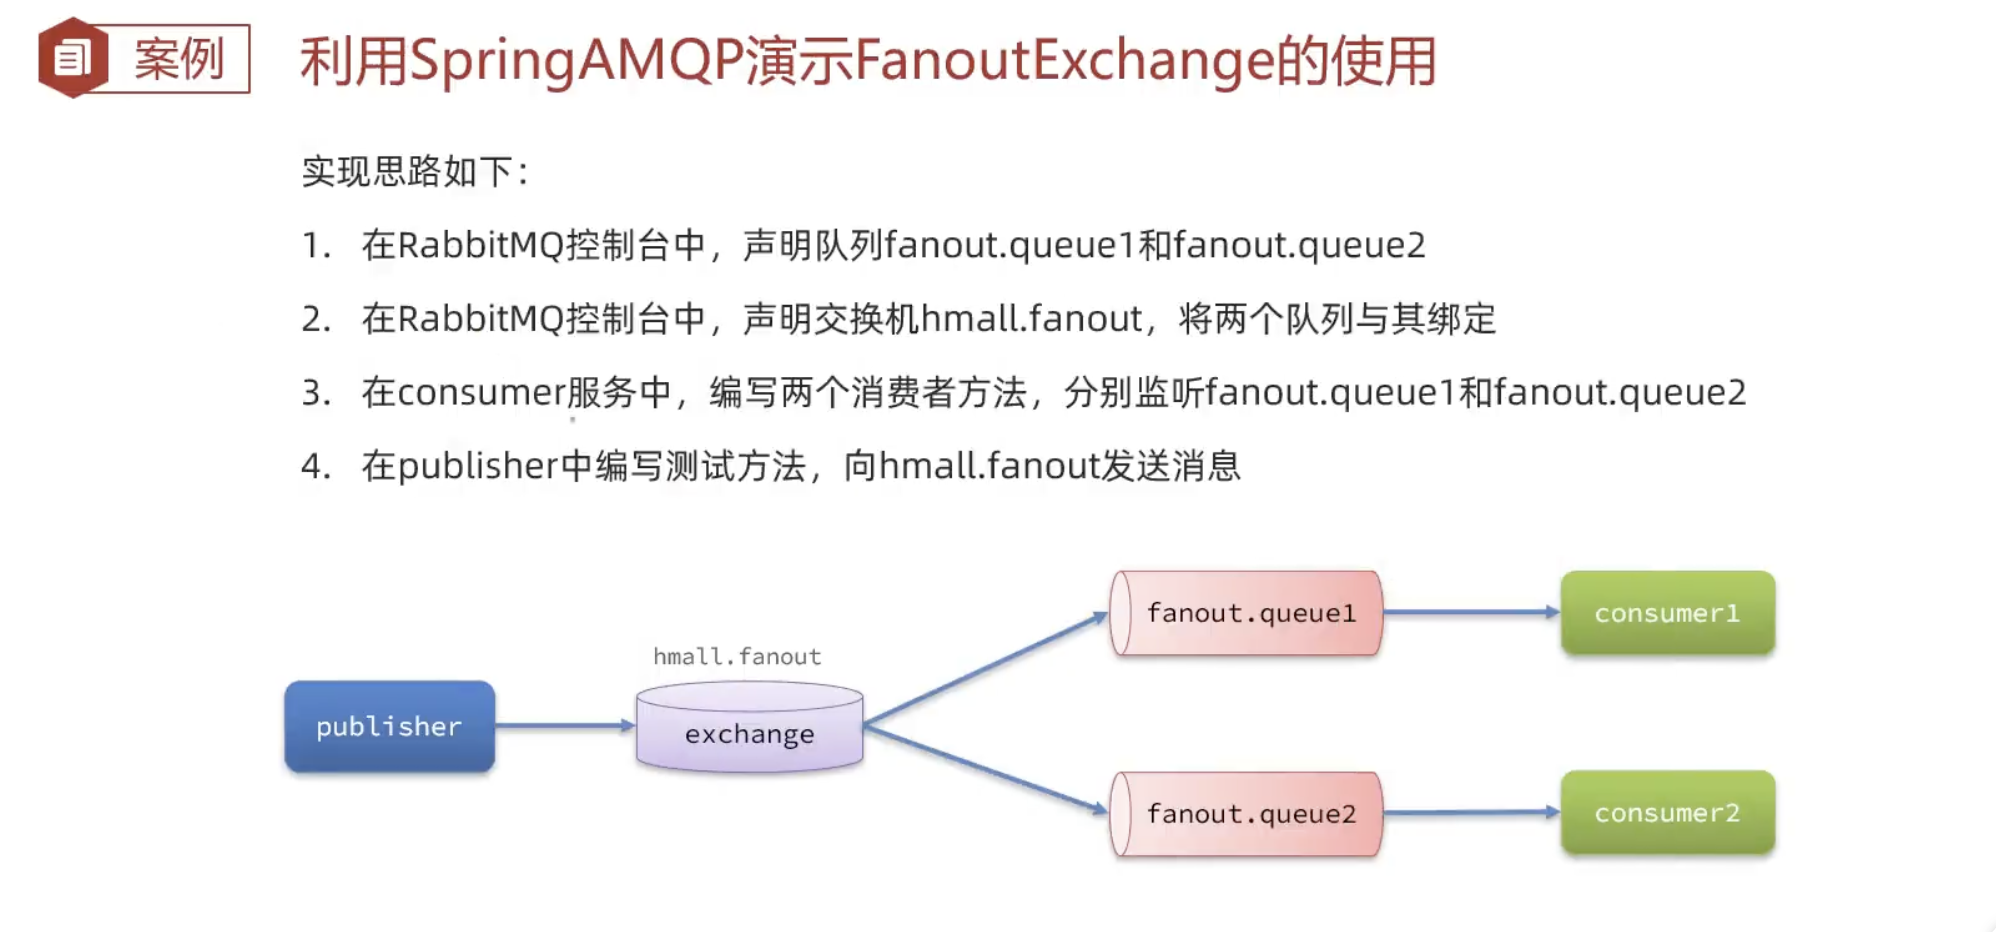 案例
利用SpringAMQP演示FanoutExchange的使用
实现思路如下：
1. 在RabbitMQ控制台中，声明队列fanout.queue1和fanout.queue2
2. 在RabbitMQ控制台中，声明交换机hmall.fanout，将两个队列与其绑定
3. 在consumer服务中，编写两个消费者方法，分别监听fanout.queue1和fanout.queue2
4. 在publisher中编写测试方法，向hmall.fanout发送消息
publisher
hmall.fanout
exchange
fanout.queue1
consumer1
fanout.queue2
consumer2